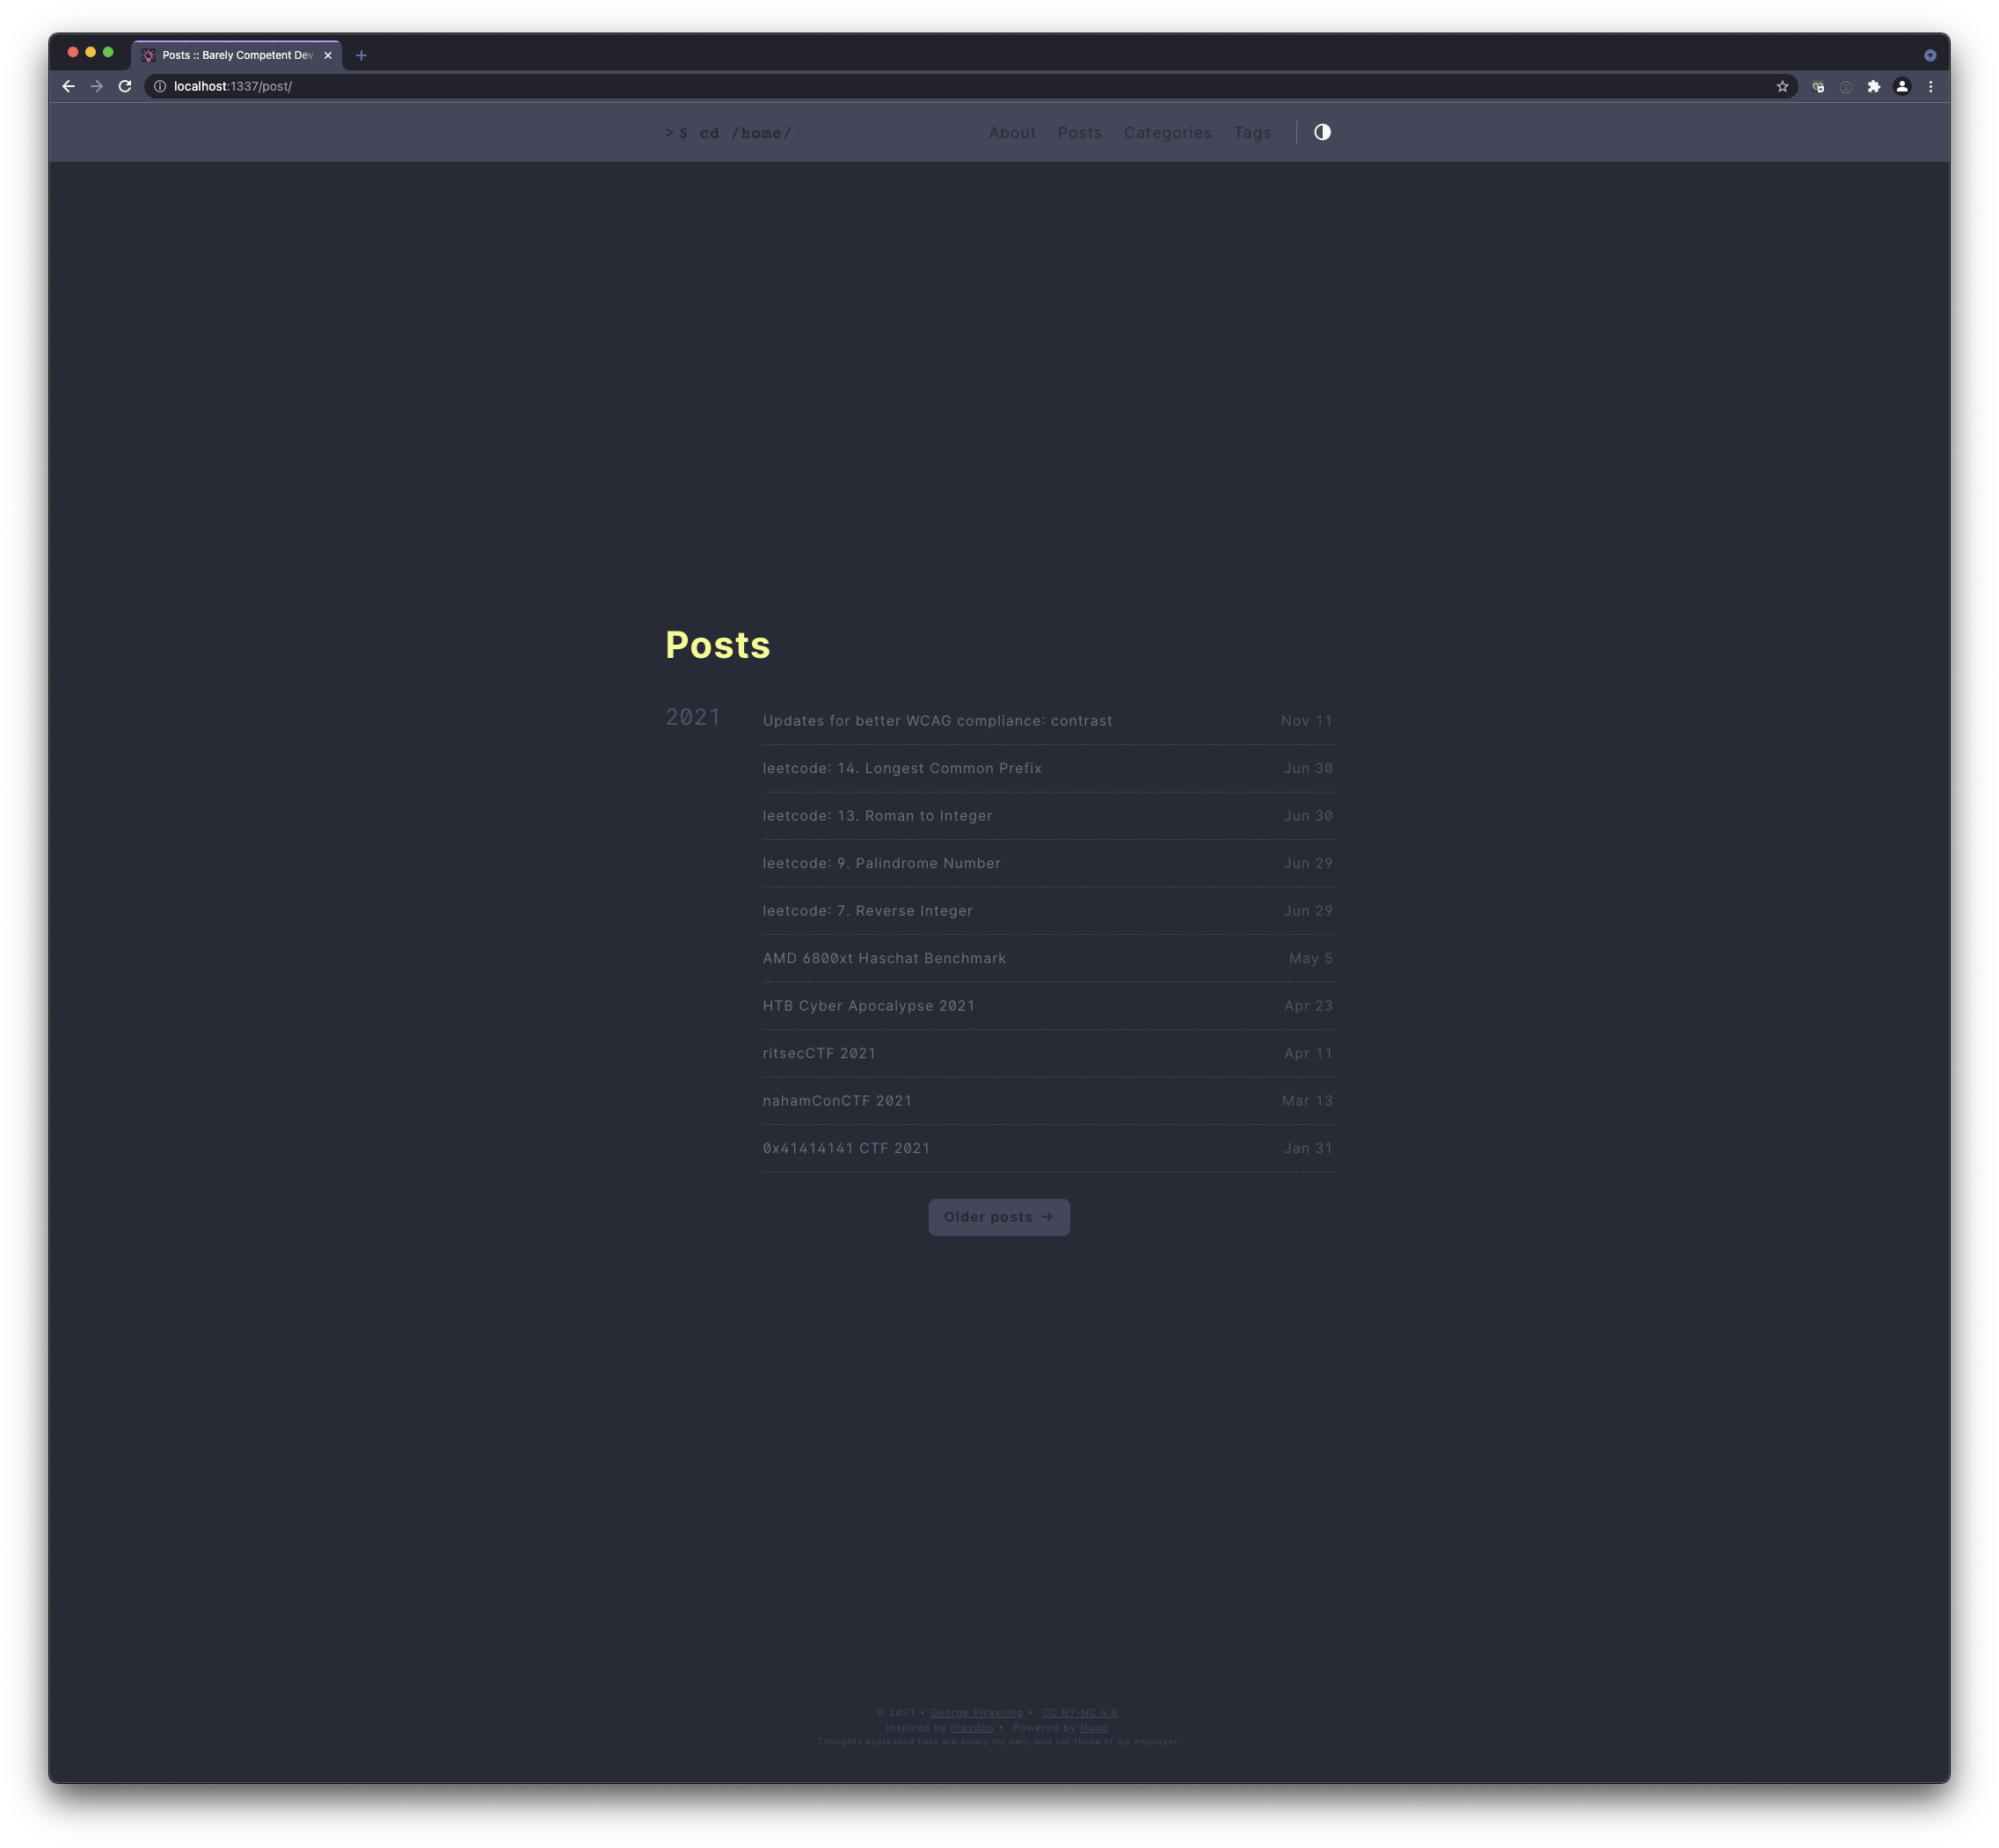 Posts :: Barely Competent Dev
localhost:1337/post/
> $ cd /home/
About Posts Categories Tags
Posts
2021
Updates for better WCAG compliance: contrast Nov 11
leetcode: 14. Longest Common Prefix Jun 30
leetcode: 13. Roman to Integer Jun 30
leetcode: 9. Palindrome Number Jun 29
leetcode: 7. Reverse Integer Jun 29
AMD 6800xt Haschat Benchmark May 5
HTB Cyber Apocalypse 2021 Apr 23
ritsecCTF 2021 Apr 11
nahamConCTF 2021 Mar 13
0x41414141 CTF 2021 Jan 31
Older posts →
© 2021 • George Pickering • CC BY-NC 4.0
Inspired by rhazdon • Powered by Hugo
Thoughts expressed here are solely my own, and not those of my employer.